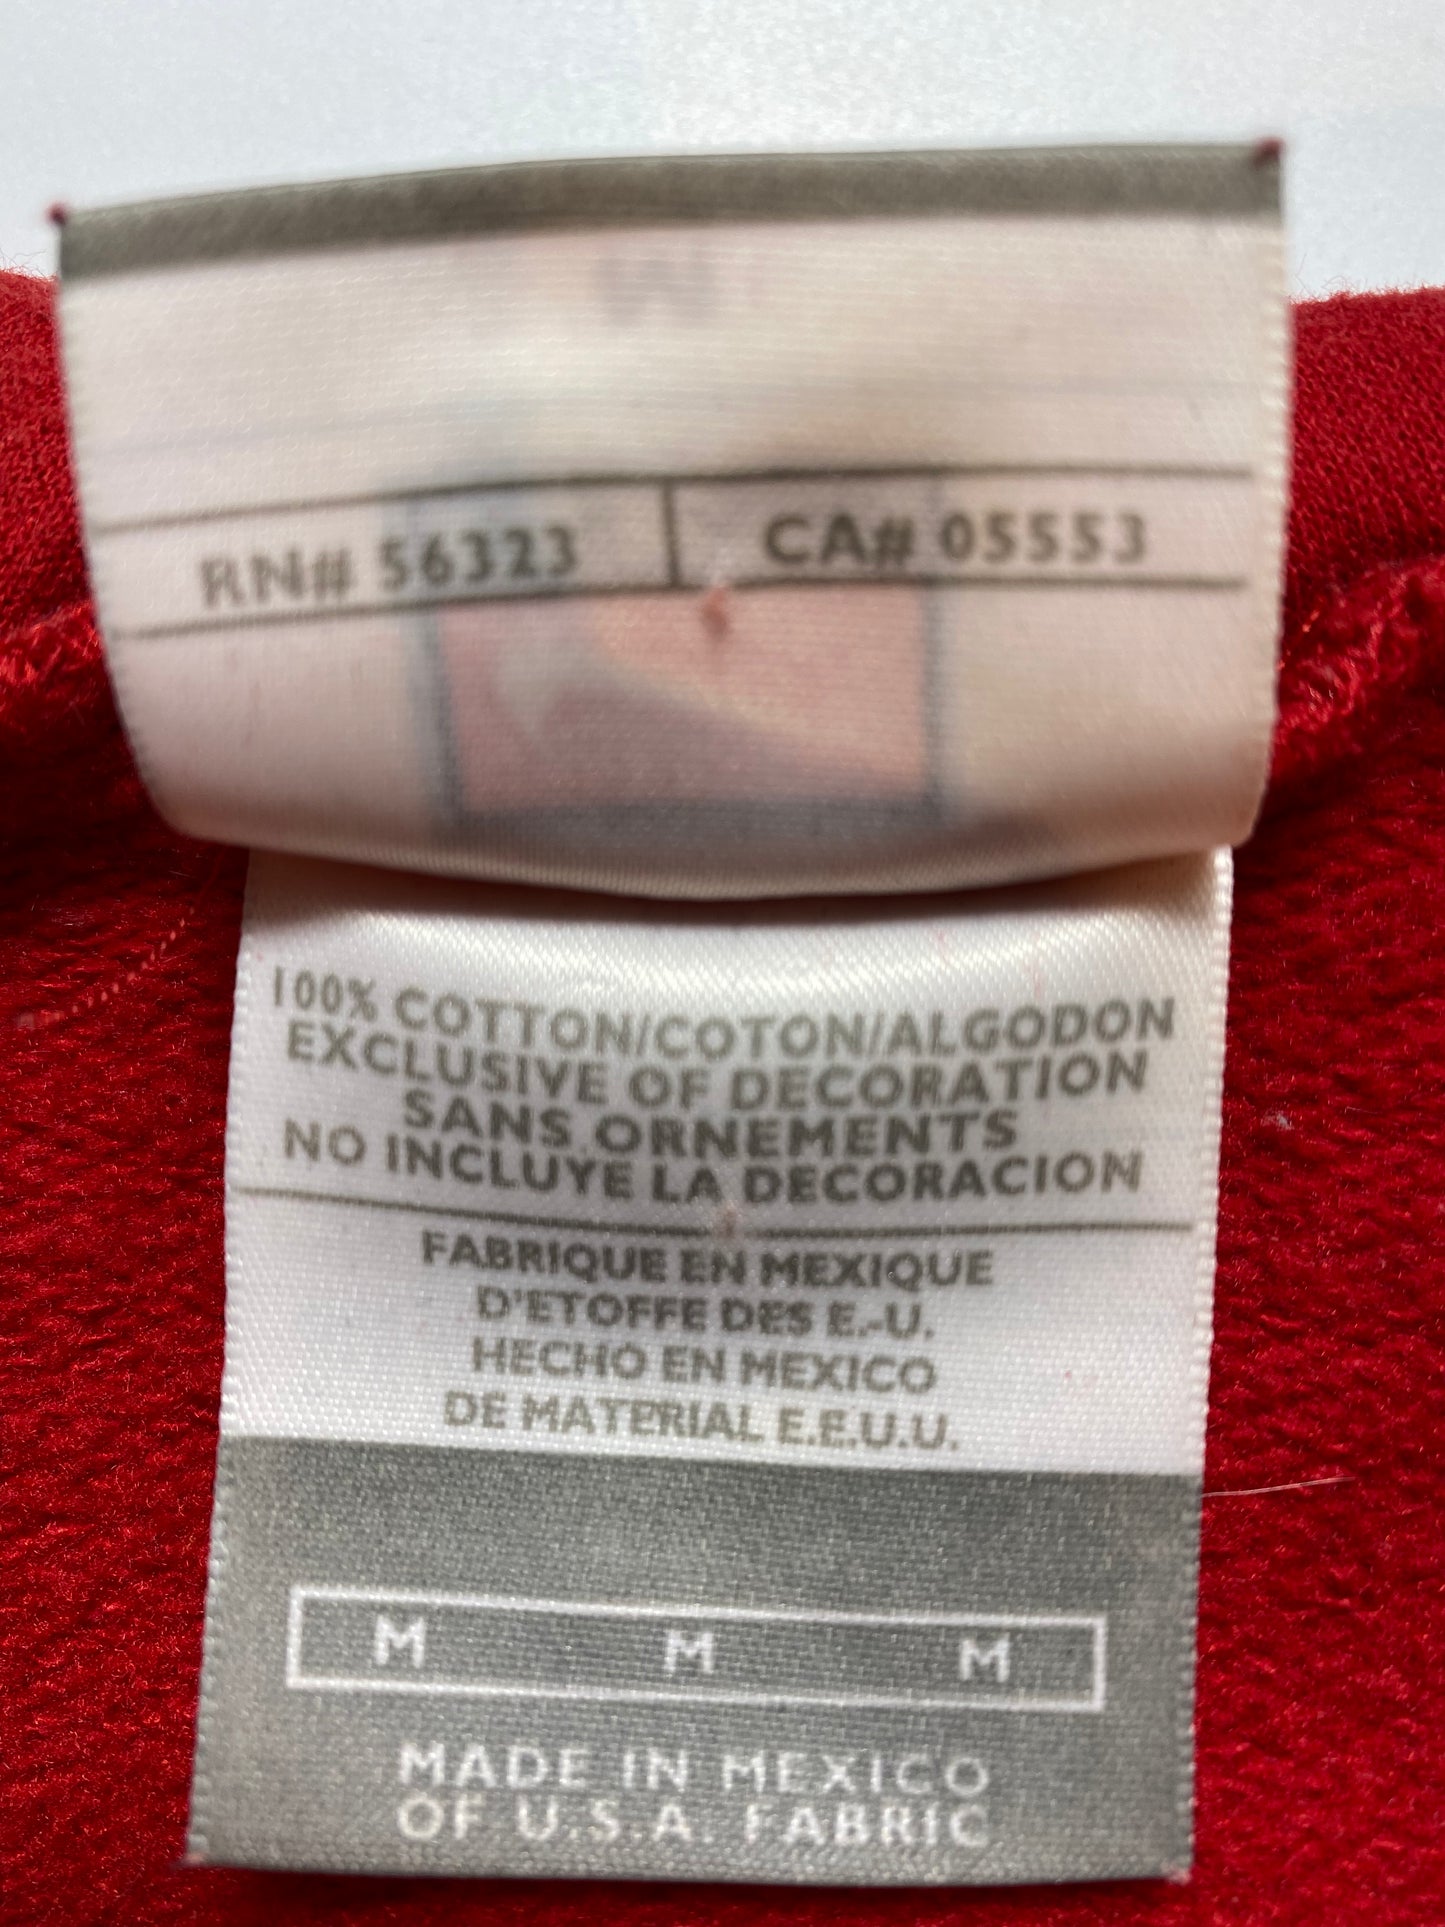 RN# 56323 CA# 05553
100% COTTON/COTON/ALGODON
EXCLUSIVE OF DECORATION
SANS ORNEMENTS
NO INCLUYE LA DECORACION
FABRIQUE EN MEXIQUE
D'ETOFFE DES E.-U.
HECHO EN MEXICO
DE MATERIAL E.E.U.U.
M M M
MADE IN MEXICO
OF U.S.A. FABRIC